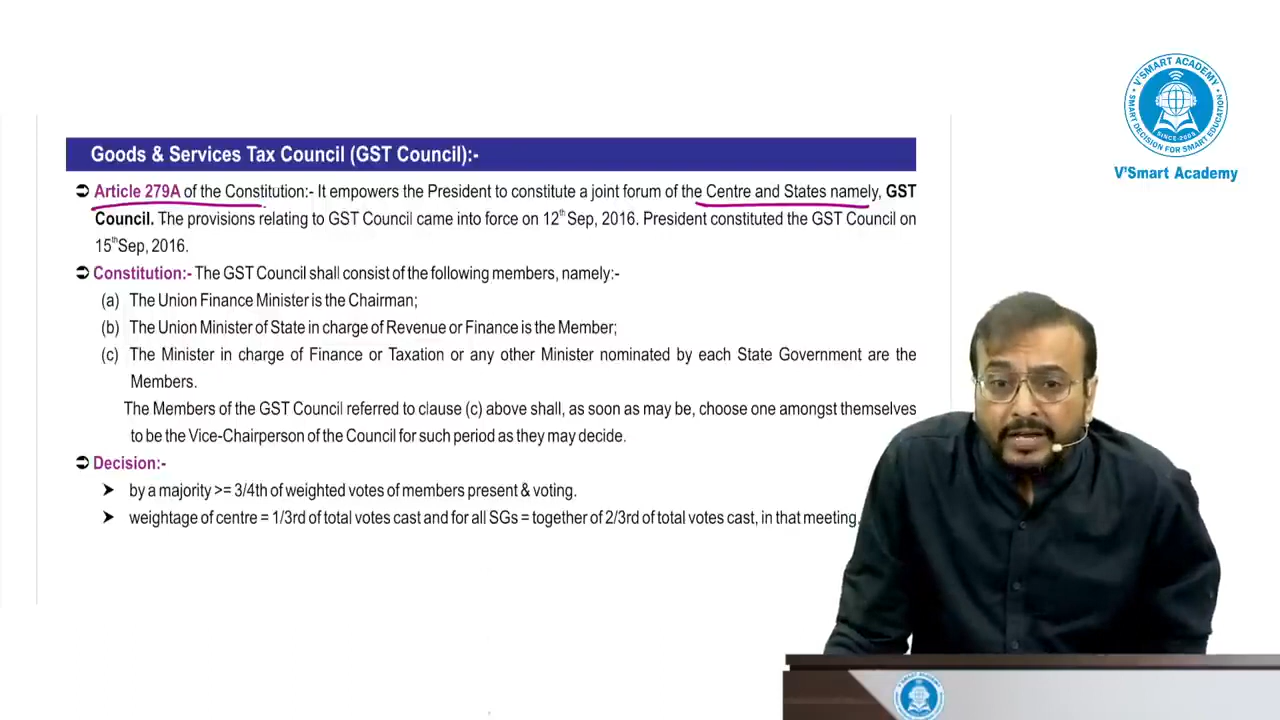 Goods & Services Tax Council (GST Council):-
➲ Article 279A of the Constitution:- It empowers the President to constitute a joint forum of the Centre and States namely, GST
Council. The provisions relating to GST Council came into force on 12th Sep, 2016. President constituted the GST Council on
15thSep, 2016.
➲ Constitution:- The GST Council shall consist of the following members, namely:-
(a) The Union Finance Minister is the Chairman;
(b) The Union Minister of State in charge of Revenue or Finance is the Member;
(c) The Minister in charge of Finance or Taxation or any other Minister nominated by each State Government are the
Members.
The Members of the GST Council referred to clause (c) above shall, as soon as may be, choose one amongst themselves
to be the Vice-Chairperson of the Council for such period as they may decide.
➲ Decision:-
➤ by a majority >= 3/4th of weighted votes of members present & voting.
➤ weightage of centre = 1/3rd of total votes cast and for all SGs = together of 2/3rd of total votes cast, in that meeting.
V'SMART ACADEMY
SINCE-2009
SMART DECISION FOR SMART EDUCATION
V'Smart Academy